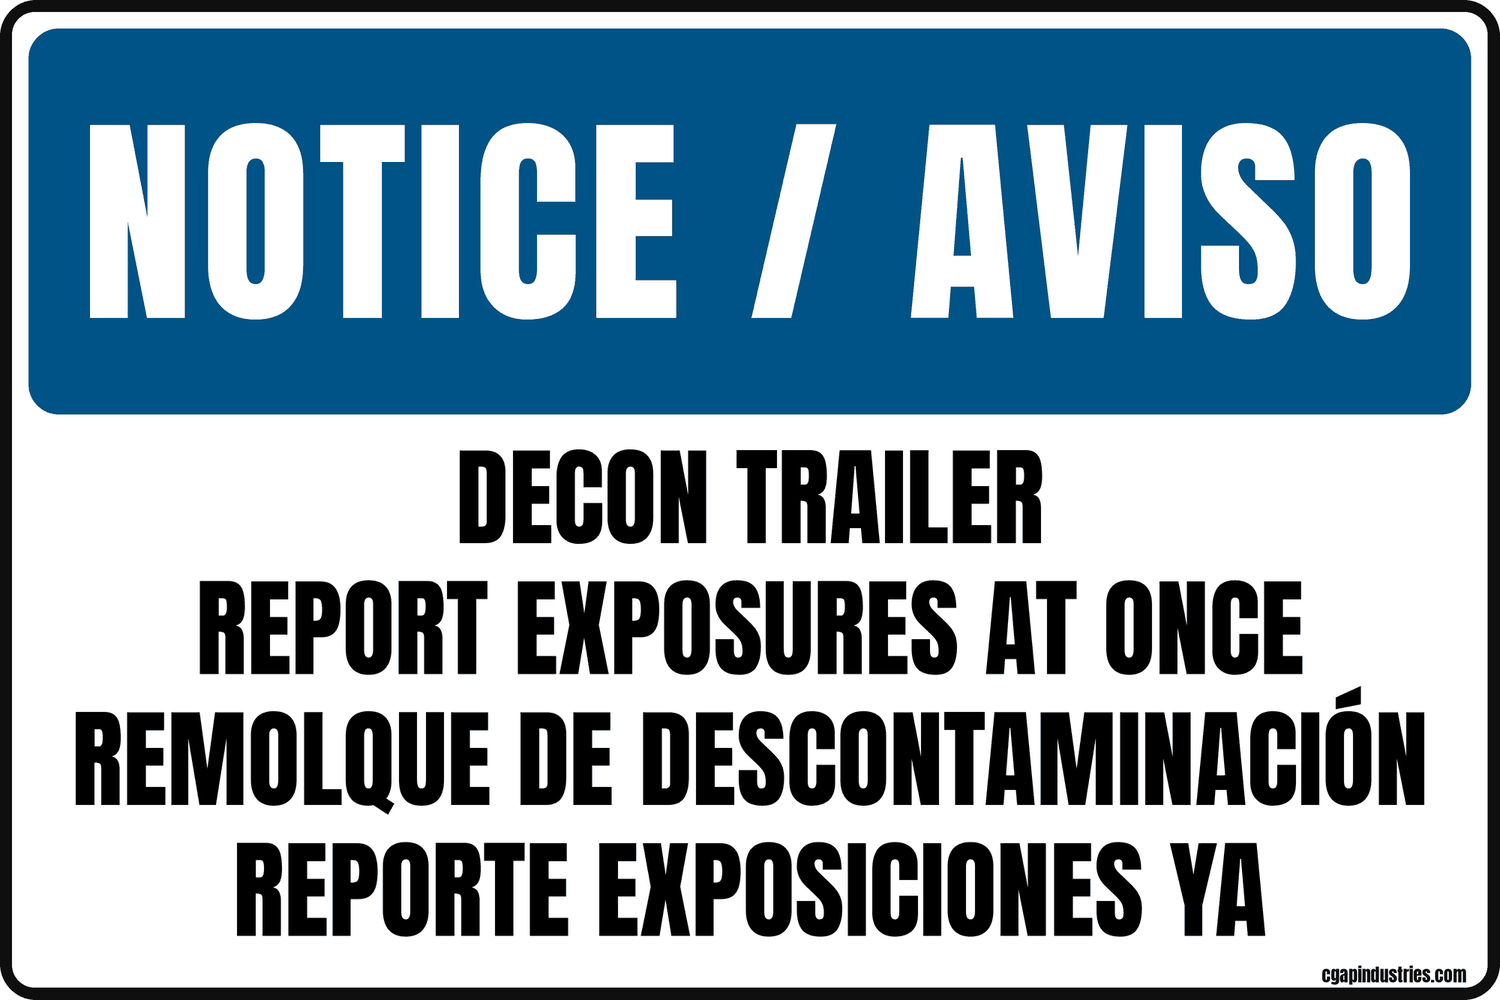 NOTICE / AVISO
DECON TRAILER
REPORT EXPOSURES AT ONCE
REMOLQUE DE DESCONTAMINACIÓN
REPORTE EXPOSICIONES YA
cgapindustries.com